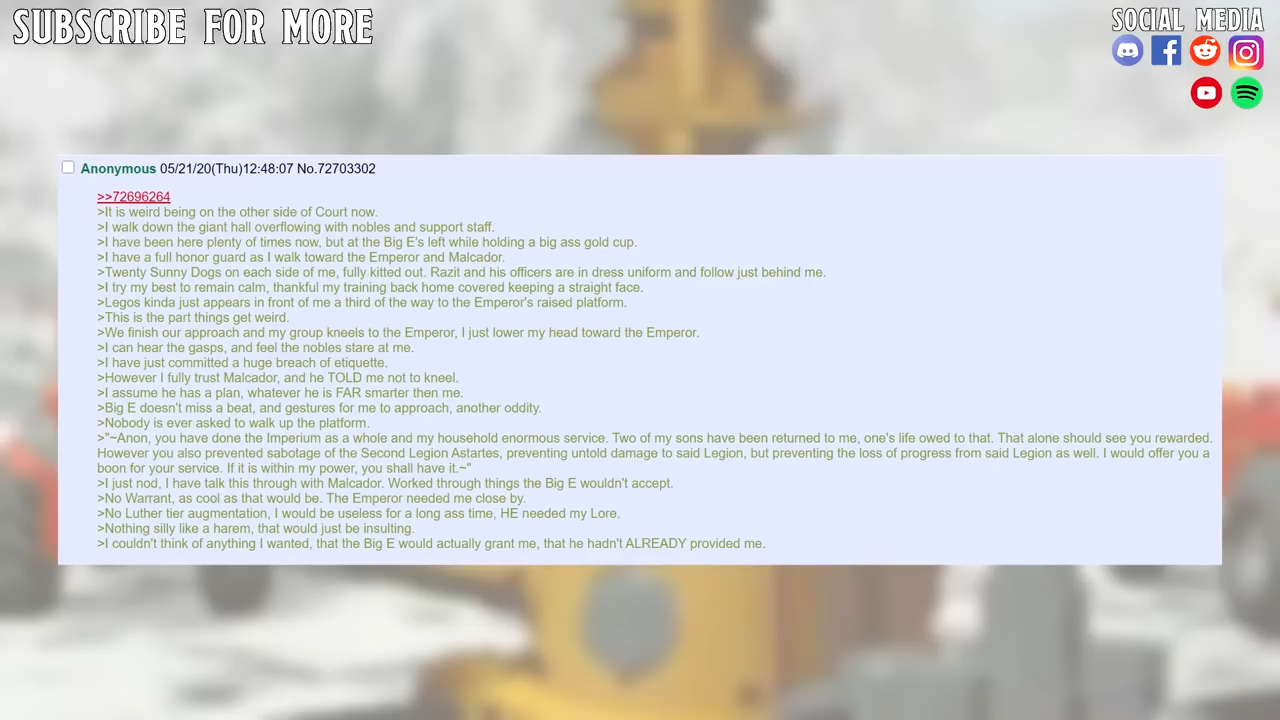 SUBSCRIBE FOR MORE
SOCIAL MEDIA
Anonymous 05/21/20(Thu)12:48:07 No.72703302
>>72696264
>It is weird being on the other side of Court now.
>I walk down the giant hall overflowing with nobles and support staff.
>I have been here plenty of times now, but at the Big E's left while holding a big ass gold cup.
>I have a full honor guard as I walk toward the Emperor and Malcador.
>Twenty Sunny Dogs on each side of me, fully kitted out. Razit and his officers are in dress uniform and follow just behind me.
>I try my best to remain calm, thankful my training back home covered keeping a straight face.
>Legos kinda just appears in front of me a third of the way to the Emperor's raised platform.
>This is the part things get weird.
>We finish our approach and my group kneels to the Emperor, I just lower my head toward the Emperor.
>I can hear the gasps, and feel the nobles stare at me.
>I have just committed a huge breach of etiquette.
>However I fully trust Malcador, and he TOLD me not to kneel.
>I assume he has a plan, whatever he is FAR smarter then me.
>Big E doesn't miss a beat, and gestures for me to approach, another oddity.
>Nobody is ever asked to walk up the platform.
>"~Anon, you have done the Imperium as a whole and my household enormous service. Two of my sons have been returned to me, one's life owed to that. That alone should see you rewarded.
However you also prevented sabotage of the Second Legion Astartes, preventing untold damage to said Legion, but preventing the loss of progress from said Legion as well. I would offer you a
boon for your service. If it is within my power, you shall have it.~"
>I just nod, I have talk this through with Malcador. Worked through things the Big E wouldn't accept.
>No Warrant, as cool as that would be. The Emperor needed me close by.
>No Luther tier augmentation, I would be useless for a long ass time, HE needed my Lore.
>Nothing silly like a harem, that would just be insulting.
>I couldn't think of anything I wanted, that the Big E would actually grant me, that he hadn't ALREADY provided me.